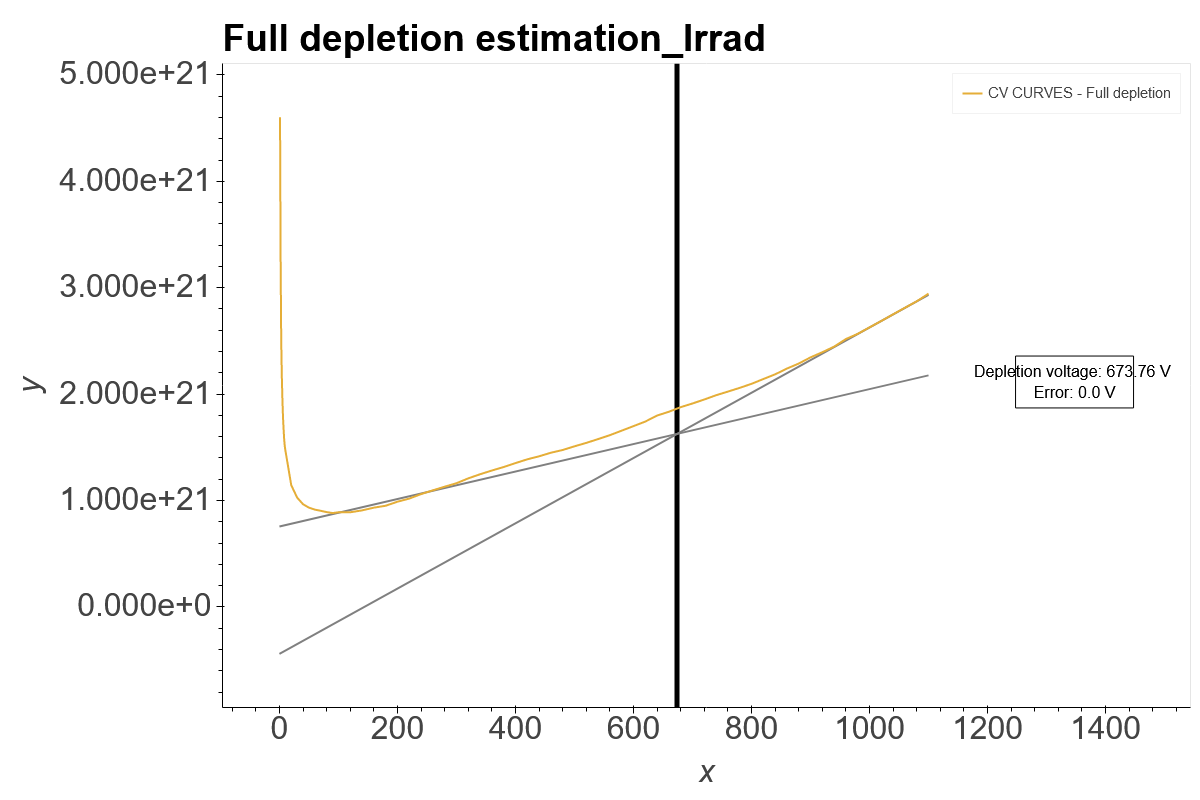 Full depletion estimation_Irrad
5.000e+21
4.000e+21
3.000e+21
2.000e+21
1.000e+21
0.000e+0
y
CV CURVES - Full depletion
Depletion voltage: 673.76 V
Error: 0.0 V
0 200 400 600 800 1000 1200 1400
x